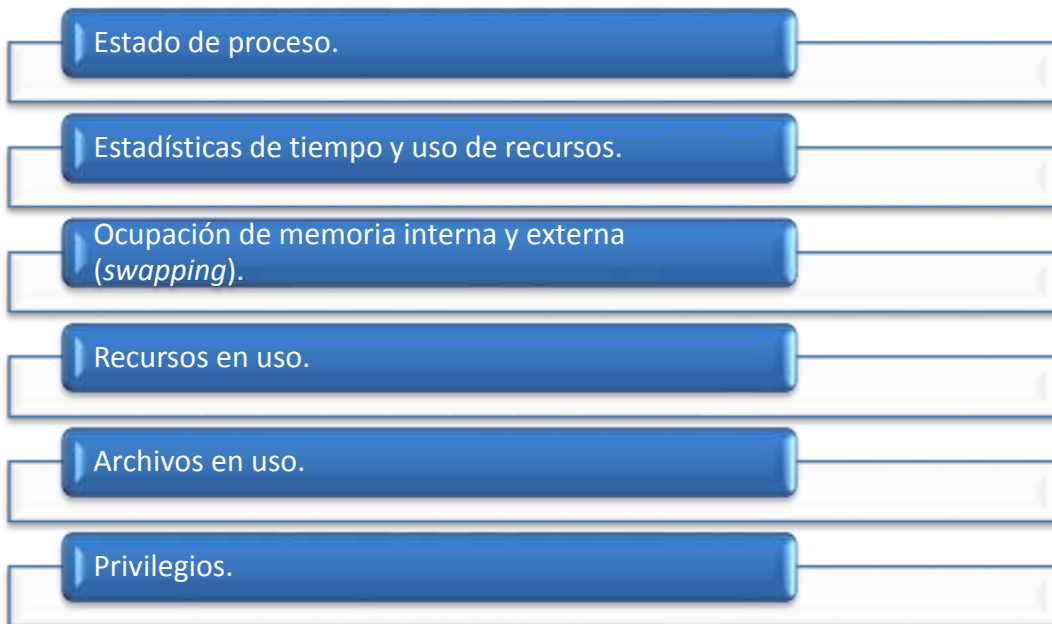 Estado de proceso.
Estadísticas de tiempo y uso de recursos.
Ocupación de memoria interna y externa
(swapping).
Recursos en uso.
Archivos en uso.
Privilegios.